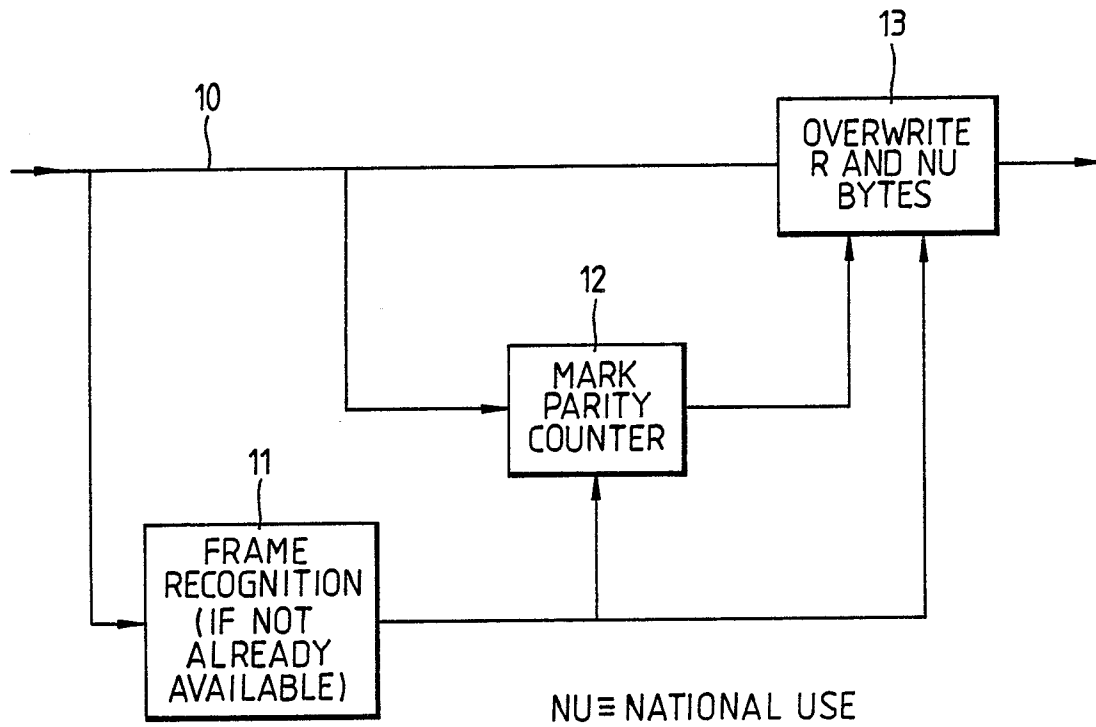 13
10
OVERWRITE
R AND NU
BYTES
12
MARK
PARITY
COUNTER
11
FRAME
RECOGNITION
(IF NOT
ALREADY
AVAILABLE)
NU≡NATIONAL USE